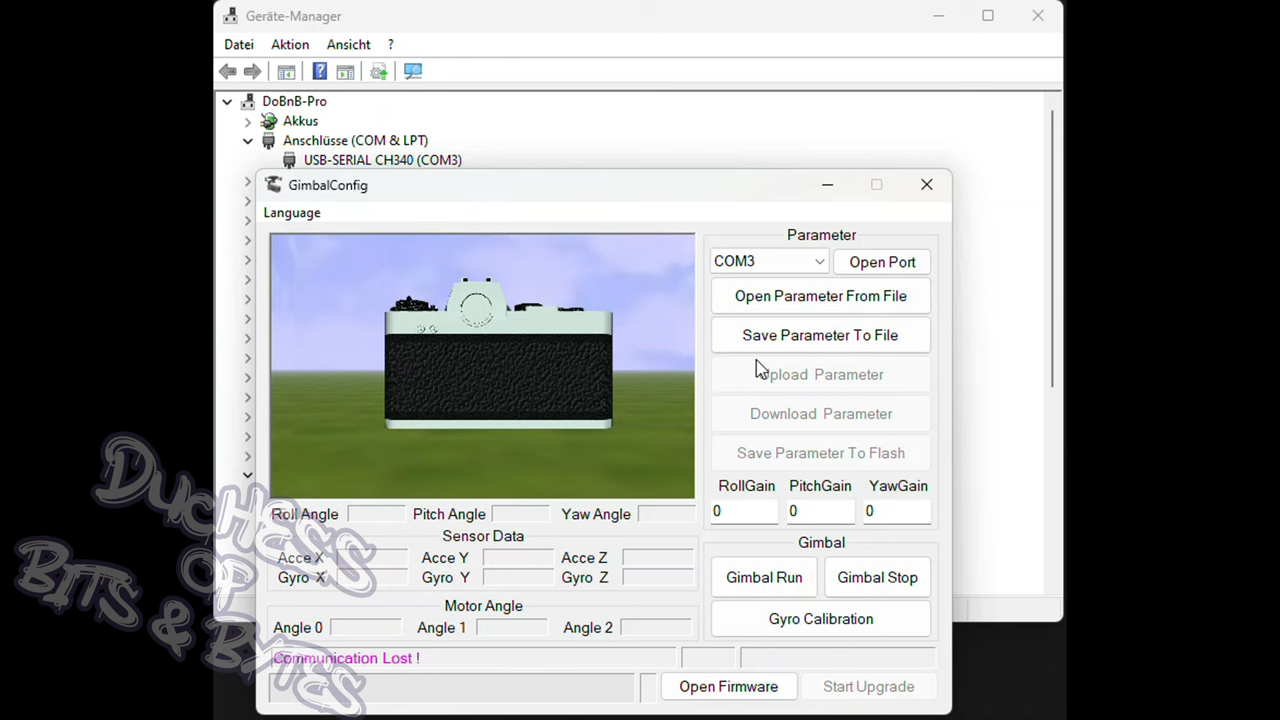 Geräte-Manager
Datei Aktion Ansicht ?
DoBnB-Pro
Akkus
Anschlüsse (COM & LPT)
USB-SERIAL CH340 (COM3)
GimbalConfig
Language
Parameter
COM3 Open Port
Open Parameter From File
Save Parameter To File
Upload Parameter
Download Parameter
Save Parameter To Flash
RollGain PitchGain YawGain
0 0 0
Roll Angle Pitch Angle Yaw Angle
Sensor Data
Acce X Acce Y Acce Z
Gyro X Gyro Y Gyro Z
Motor Angle
Angle 0 Angle 1 Angle 2
Gimbal
Gimbal Run Gimbal Stop
Gyro Calibration
Communication Lost !
Open Firmware Start Upgrade
Duchess
of
Bits & Bytes